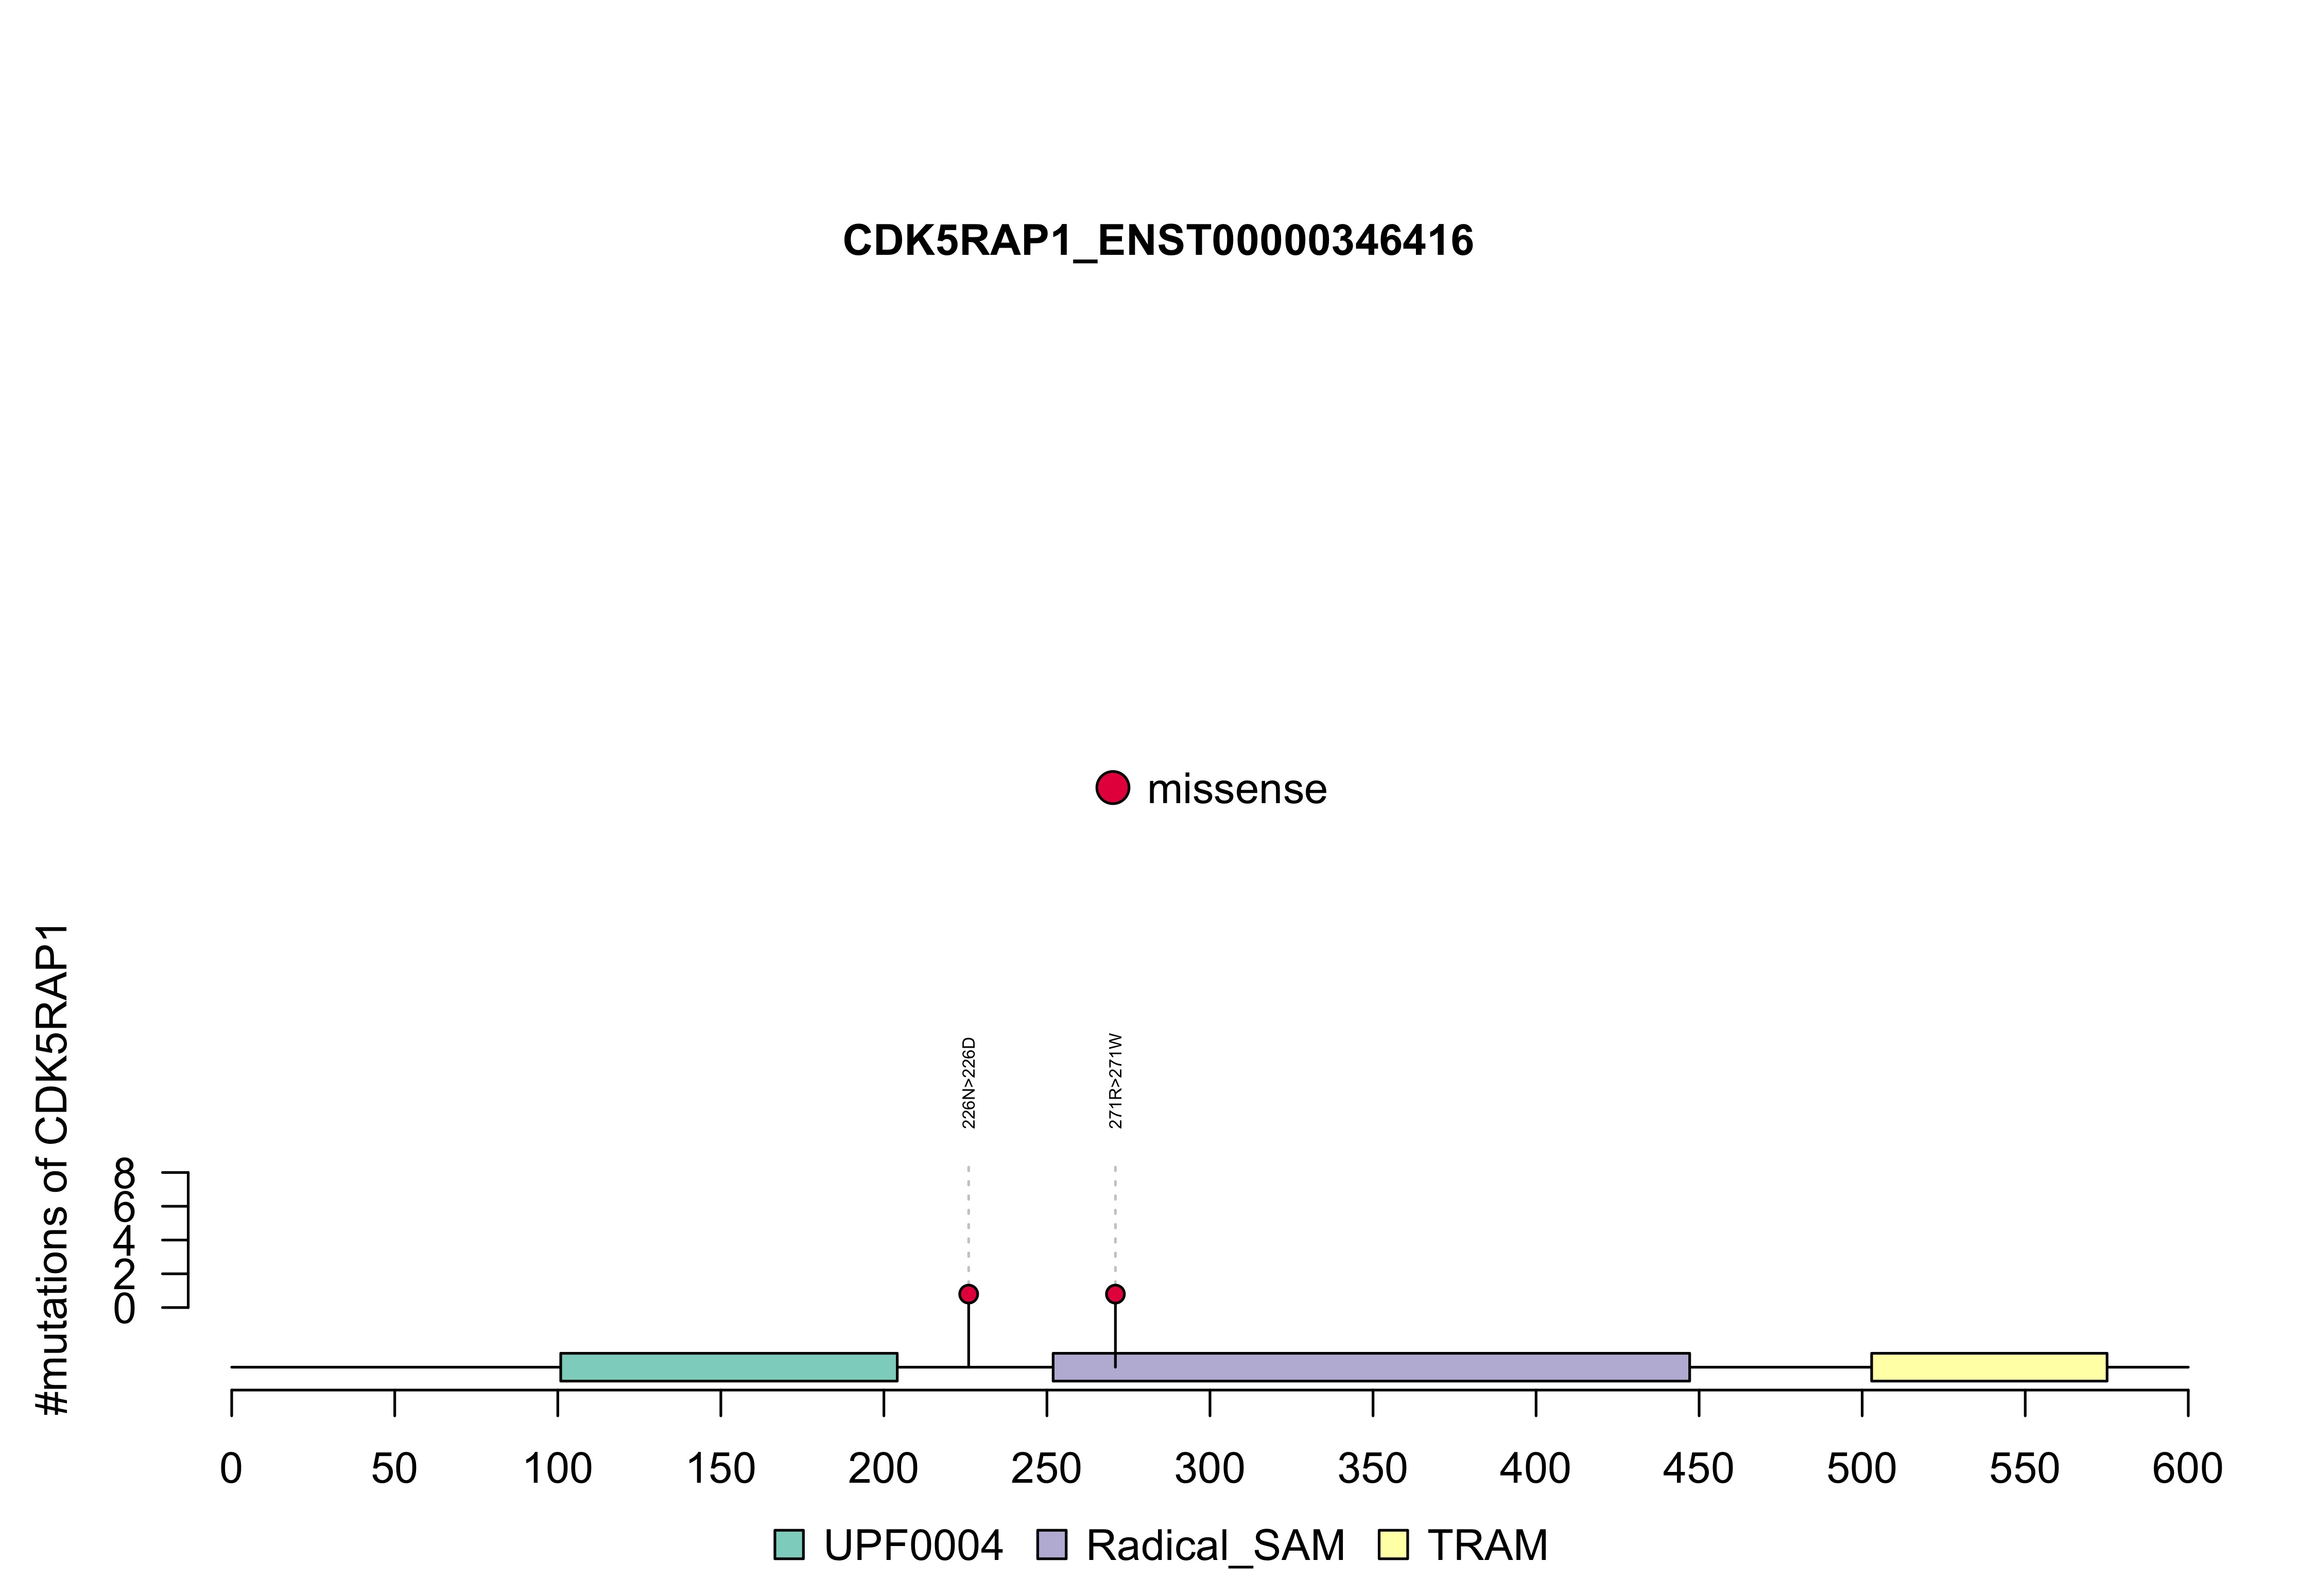 CDK5RAP1_ENST00000346416
missense
#mutations of CDK5RAP1
226N>226D
271R>271W
8
6
4
2
0
0 50 100 150 200 250 300 350 400 450 500 550 600
UPF0004 Radical_SAM TRAM